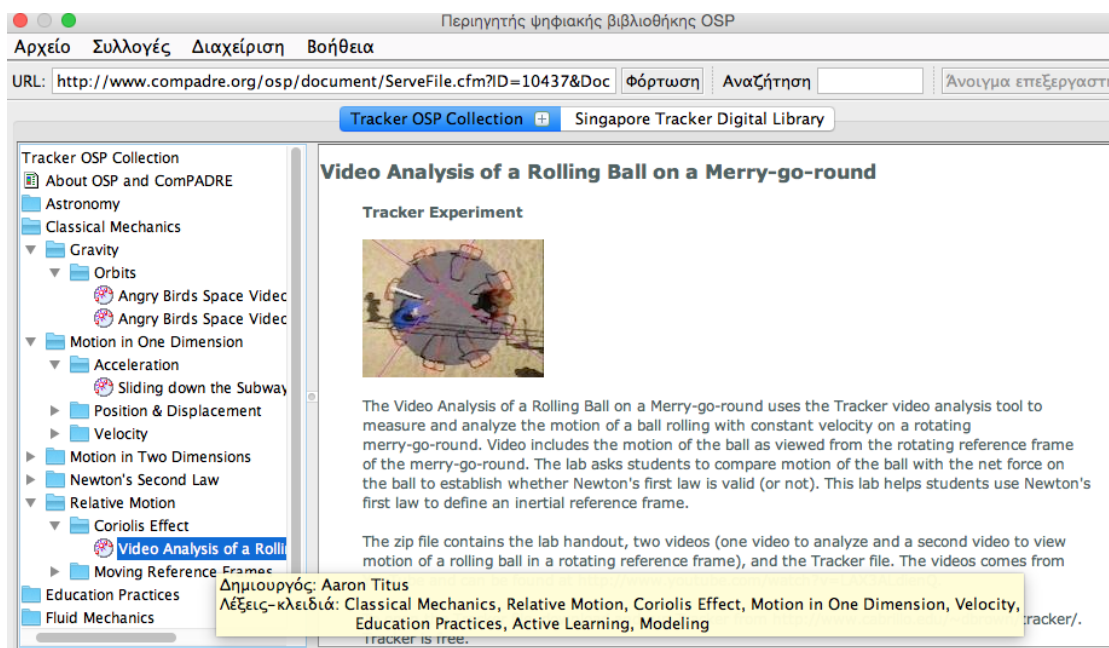 Περιηγητής ψηφιακής βιβλιοθήκης OSP
Αρχείο Συλλογές Διαχείριση Βοήθεια
URL: http://www.compadre.org/osp/document/ServeFile.cfm?ID=10437&Doc Φόρτωση Αναζήτηση Άνοιγμα επεξεργαστ
Tracker OSP Collection Singapore Tracker Digital Library
Tracker OSP Collection
About OSP and ComPADRE
Astronomy
Classical Mechanics
Gravity
Orbits
Angry Birds Space Videc
Angry Birds Space Videc
Motion in One Dimension
Acceleration
Sliding down the Subway
Position & Displacement
Velocity
Motion in Two Dimensions
Newton's Second Law
Relative Motion
Coriolis Effect
Video Analysis of a Rolli
Moving Reference Frames
Education Practices
Fluid Mechanics
Video Analysis of a Rolling Ball on a Merry-go-round
Tracker Experiment
The Video Analysis of a Rolling Ball on a Merry-go-round uses the Tracker video analysis tool to
measure and analyze the motion of a ball rolling with constant velocity on a rotating
merry-go-round. Video includes the motion of the ball as viewed from the rotating reference frame
of the merry-go-round. The lab asks students to compare motion of the ball with the net force on
the ball to establish whether Newton's first law is valid (or not). This lab helps students use Newton's
first law to define an inertial reference frame.
The zip file contains the lab handout, two videos (one video to analyze and a second video to view
motion of a rolling ball in a rotating reference frame), and the Tracker file. The videos comes from
Δημιουργός: Aaron Titus
Λέξεις-κλειδιά: Classical Mechanics, Relative Motion, Coriolis Effect, Motion in One Dimension, Velocity,
Education Practices, Active Learning, Modeling
racker/.
Tracker is free.